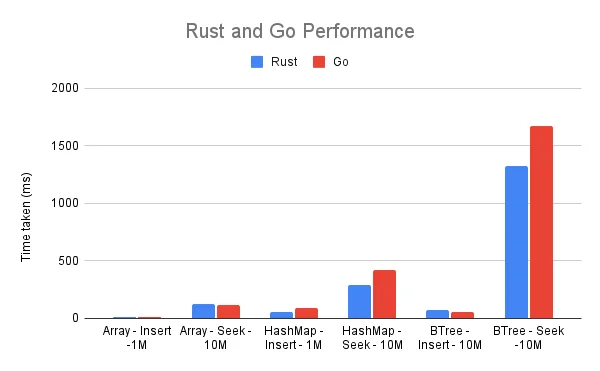 Rust and Go Performance
Rust Go
Time taken (ms)
2000
1500
1000
500
0
Array - Insert
-1M
Array - Seek -
10M
HashMap -
Insert - 1M
HashMap -
Seek - 10M
BTree -
Insert - 10M
BTree - Seek
-10M